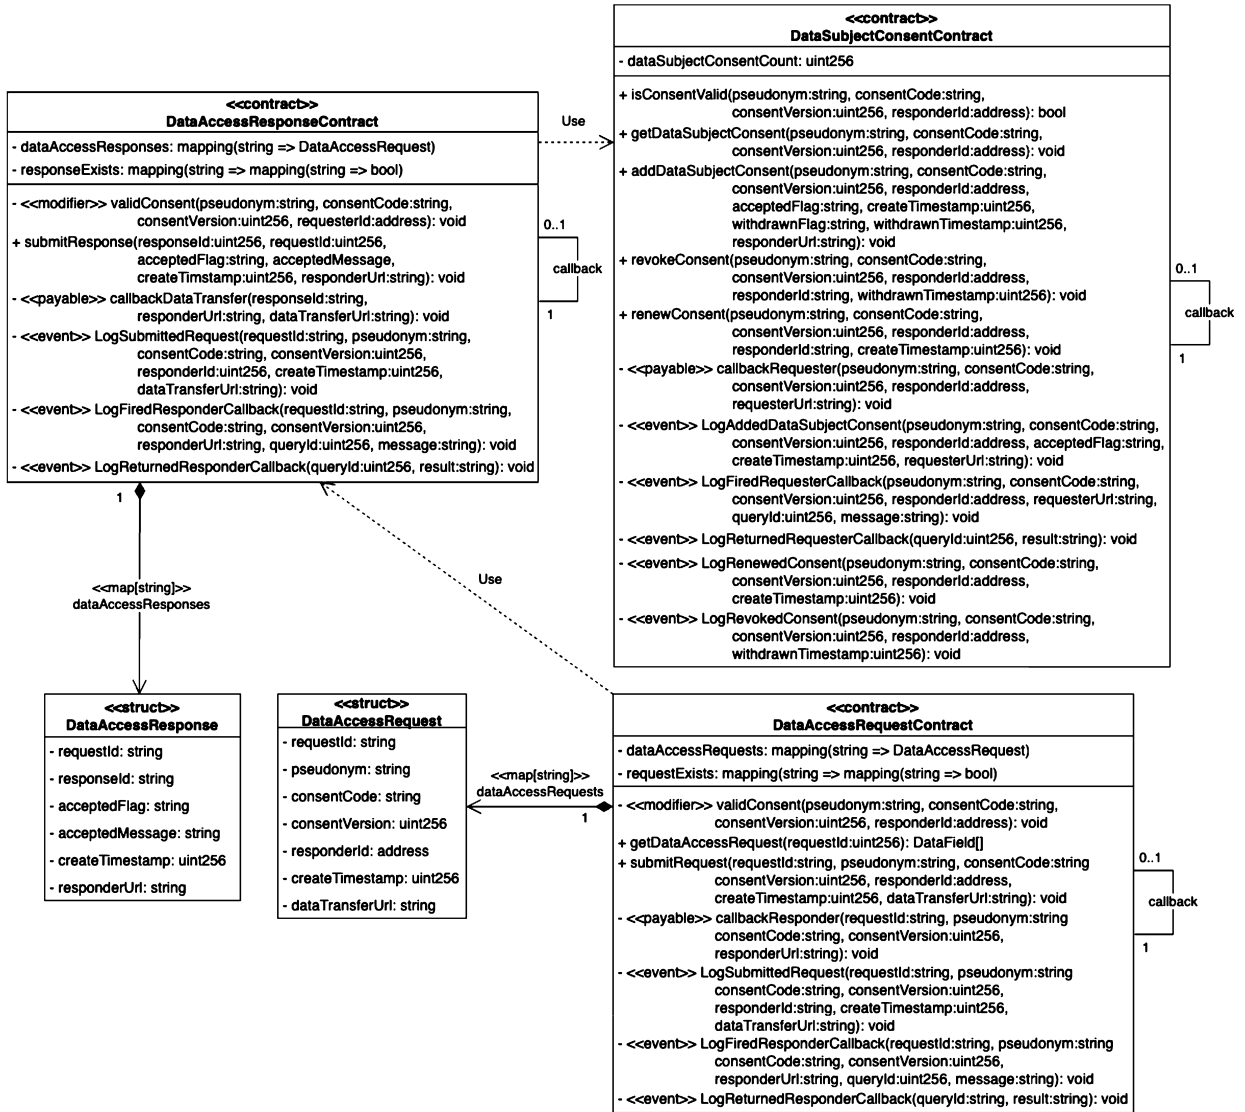 <<contract>>
DataSubjectConsentContract
- dataSubjectConsentCount: uint256
+ isConsentValid(pseudonym:string, consentCode:string,
consentVersion:uint256, responderId:address): bool
+ getDataSubjectConsent(pseudonym:string, consentCode:string,
consentVersion:uint256, responderId:address): void
+ addDataSubjectConsent(pseudonym:string, consentCode:string,
consentVersion:uint256, responderId:address,
acceptedFlag:string, createTimestamp:uint256,
withdrawnFlag:string, withdrawnTimestamp:uint256,
responderUrl:string): void
+ revokeConsent(pseudonym:string, consentCode:string,
consentVersion:uint256, responderId:address,
responderId:string, withdrawnTimestamp:uint256): void
+ renewConsent(pseudonym:string, consentCode:string,
consentVersion:uint256, responderId:address,
responderId:string, createTimestamp:uint256): void
- <<payable>> callbackRequester(pseudonym:string, consentCode:string,
consentVersion:uint256, responderId:address,
requesterUrl:string): void
- <<event>> LogAddedDataSubjectConsent(pseudonym:string, consentCode:string,
consentVersion:uint256, responderId:address, acceptedFlag:string,
createTimestamp:uint256, requesterUrl:string): void
- <<event>> LogFiredRequesterCallback(pseudonym:string, consentCode:string,
consentVersion:uint256, responderId:address, requesterUrl:string,
queryId:uint256, message:string): void
- <<event>> LogReturnedRequesterCallback(queryId:uint256, result:string): void
- <<event>> LogRenewedConsent(pseudonym:string, consentCode:string,
consentVersion:uint256, responderId:address,
createTimestamp:uint256): void
- <<event>> LogRevokedConsent(pseudonym:string, consentCode:string,
consentVersion:uint256, responderId:address,
withdrawnTimestamp:uint256): void
0..1
callback
1
<<contract>>
DataAccessResponseContract
- dataAccessResponses: mapping(string => DataAccessRequest)
- responseExists: mapping(string => mapping(string => bool)
- <<modifier>> validConsent(pseudonym:string, consentCode:string,
consentVersion:uint256, requesterId:address): void
+ submitResponse(responseId:uint256, requestId:uint256,
acceptedFlag:string, acceptedMessage,
createTimstamp:uint256, responderUrl:string): void
- <<payable>> callbackDataTransfer(responseId:string,
responderUrl:string, dataTransferUrl:string): void
- <<event>> LogSubmittedRequest(requestId:string, pseudonym:string,
consentCode:string, consentVersion:uint256,
responderId:uint256, createTimestamp:uint256,
dataTransferUrl:string): void
- <<event>> LogFiredResponderCallback(requestId:string, pseudonym:string,
consentCode:string, consentVersion:uint256,
responderUrl:string, queryId:uint256, message:string): void
- <<event>> LogReturnedResponderCallback(queryId:uint256, result:string): void
Use
0..1
callback
1
1
<<map[string]>>
dataAccessResponses
Use
<<struct>>
DataAccessResponse
- requestId: string
- responseId: string
- acceptedFlag: string
- acceptedMessage: string
- createTimestamp: uint256
- responderUrl: string
<<struct>>
DataAccessRequest
- requestId: string
- pseudonym: string
- consentCode: string
- consentVersion: uint256
- responderId: address
- createTimestamp: uint256
- dataTransferUrl: string
<<map[string]>>
dataAccessRequests
1
<<contract>>
DataAccessRequestContract
- dataAccessRequests: mapping(string => DataAccessRequest)
- requestExists: mapping(string => mapping(string => bool)
- <<modifier>> validConsent(pseudonym:string, consentCode:string,
consentVersion:uint256, responderId:address): void
+ getDataAccessRequest(requestId:uint256): DataField[]
+ submitRequest(requestId:string, pseudonym:string, consentCode:string
consentVersion:uint256, responderId:address,
createTimestamp:uint256, dataTransferUrl:string): void
- <<payable>> callbackResponder(requestId:string, pseudonym:string
consentCode:string, consentVersion:uint256,
responderUrl:string): void
- <<event>> LogSubmittedRequest(requestId:string, pseudonym:string
consentCode:string, consentVersion:uint256,
responderId:string, createTimestamp:uint256,
dataTransferUrl:string): void
- <<event>> LogFiredResponderCallback(requestId:string, pseudonym:string
consentCode:string, consentVersion:uint256,
responderUrl:string, queryId:uint256, message:string): void
- <<event>> LogReturnedResponderCallback(queryId:string, result:string): void
0..1
callback
1